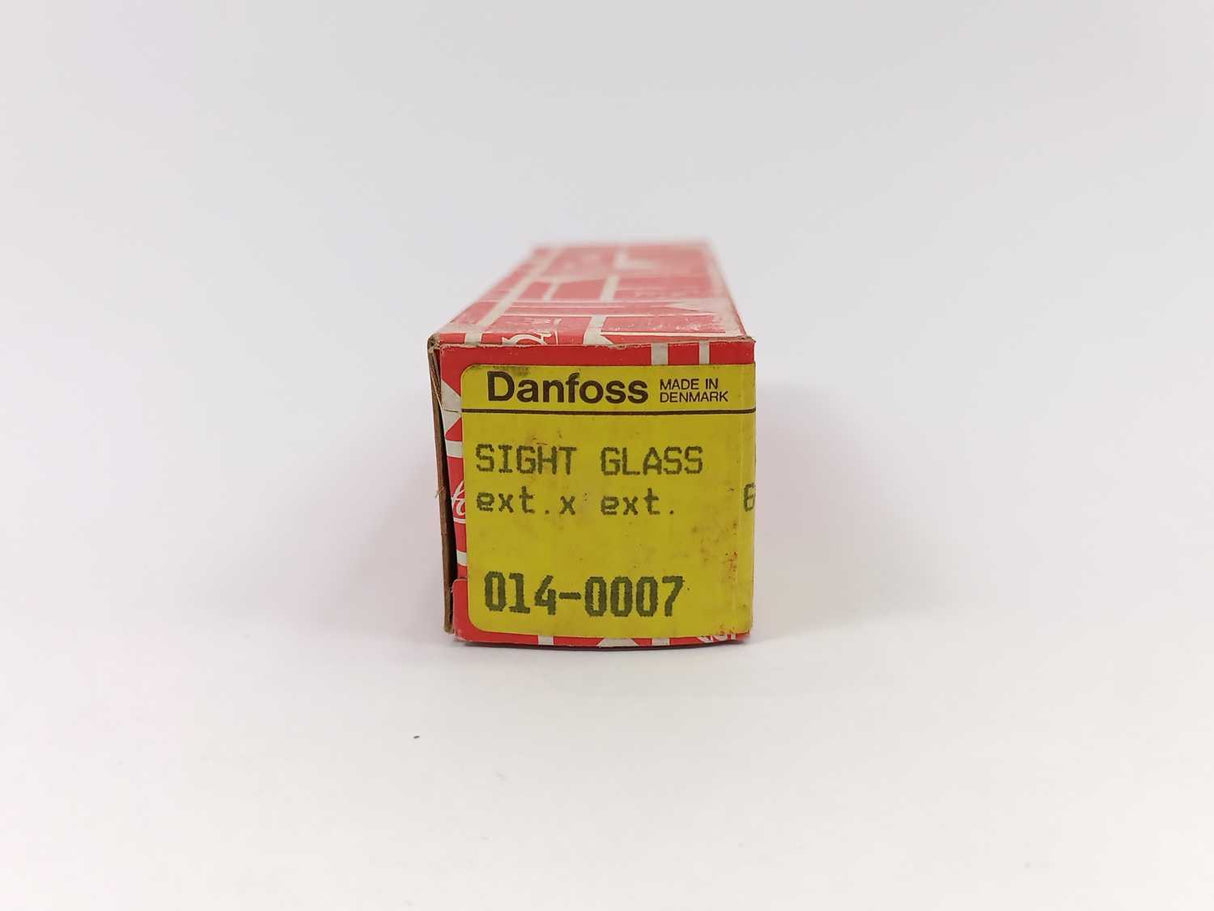 Danfoss MADE IN
DENMARK
SIGHT GLASS
ext.x ext.
014-0007